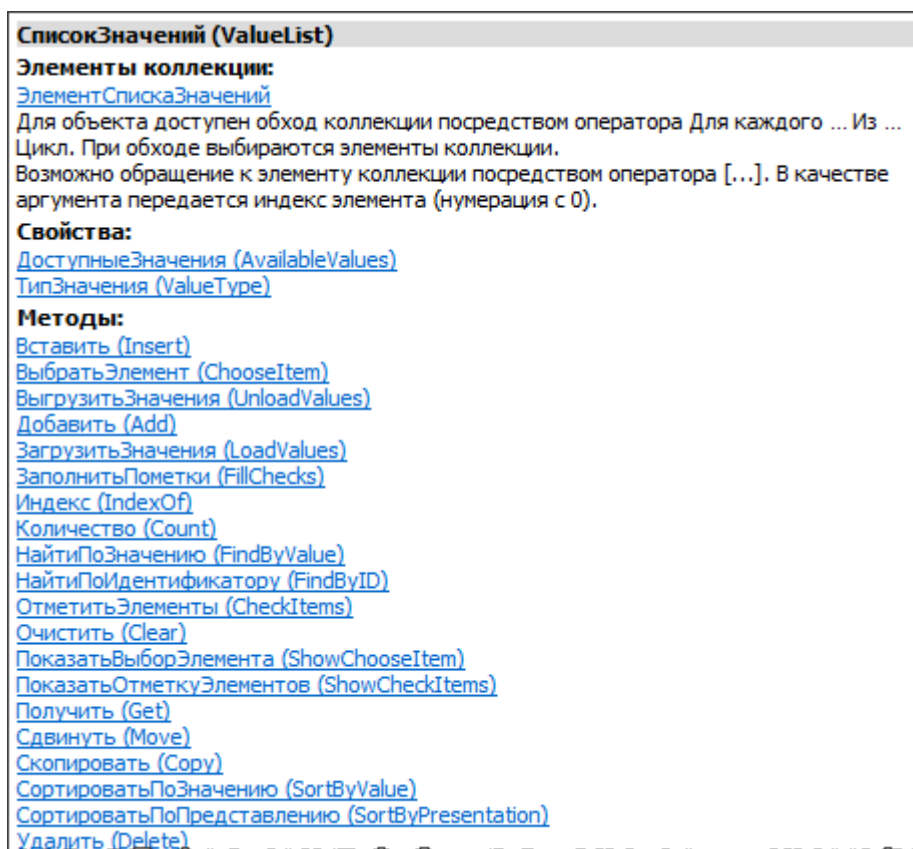 СписокЗначений (ValueList)
Элементы коллекции:
ЭлементСпискаЗначений
Для объекта доступен обход коллекции посредством оператора Для каждого ... Из ...
Цикл. При обходе выбираются элементы коллекции.
Возможно обращение к элементу коллекции посредством оператора [...]. В качестве
аргумента передается индекс элемента (нумерация с 0).
Свойства:
ДоступныеЗначения (AvailableValues)
ТипЗначения (ValueType)
Методы:
Вставить (Insert)
ВыбратьЭлемент (ChooseItem)
ВыгрузитьЗначения (UnloadValues)
Добавить (Add)
ЗагрузитьЗначения (LoadValues)
ЗаполнитьПометки (FillChecks)
Индекс (IndexOf)
Количество (Count)
НайтиПоЗначению (FindByValue)
НайтиПоИдентификатору (FindByID)
ОтметитьЭлементы (CheckItems)
Очистить (Clear)
ПоказатьВыборЭлемента (ShowChooseItem)
ПоказатьОтметкуЭлементов (ShowCheckItems)
Получить (Get)
Сдвинуть (Move)
Скопировать (Copy)
СортироватьПоЗначению (SortByValue)
СортироватьПоПредставлению (SortByPresentation)
Удалить (Delete)